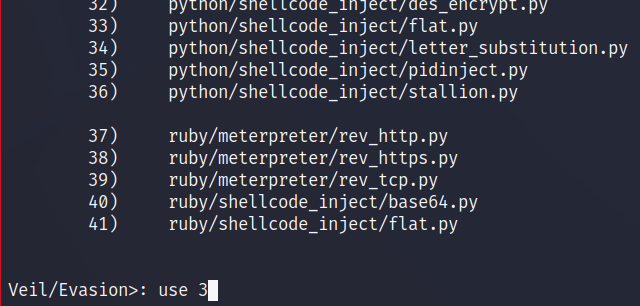 32) python/shellcode_inject/des_encrypt.py
33) python/shellcode_inject/flat.py
34) python/shellcode_inject/letter_substitution.py
35) python/shellcode_inject/pidinject.py
36) python/shellcode_inject/stallion.py
37) ruby/meterpreter/rev_http.py
38) ruby/meterpreter/rev_https.py
39) ruby/meterpreter/rev_tcp.py
40) ruby/shellcode_inject/base64.py
41) ruby/shellcode_inject/flat.py
Veil/Evasion>: use 3